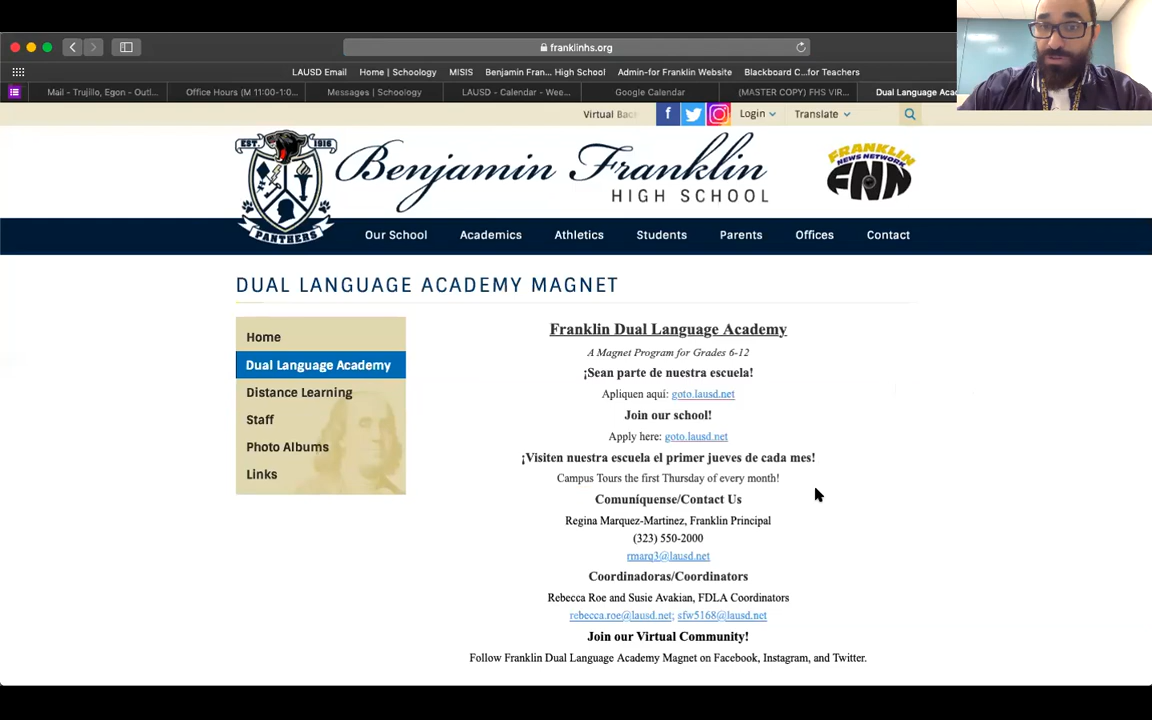 franklinhs.org
LAUSD Email Home | Schoology MISIS Benjamin Fran... High School Admin-for Franklin Website Blackboard C...for Teachers
Mail - Trujillo, Egon - Outl... Office Hours (M 11:00-1:0... Messages | Schoology LAUSD - Calendar - Wee... Google Calendar (MASTER COPY) FHS VIR... Dual Language Aca
Virtual Bac Login Translate
EST. 1916
Benjamin Franklin
HIGH SCHOOL
PANTHERS
FRANKLIN
NEWS NETWORK
FNN
Our School Academics Athletics Students Parents Offices Contact
DUAL LANGUAGE ACADEMY MAGNET
Home
Dual Language Academy
Distance Learning
Staff
Photo Albums
Links
Franklin Dual Language Academy
A Magnet Program for Grades 6-12
¡Sean parte de nuestra escuela!
Apliquen aquí: goto.lausd.net
Join our school!
Apply here: goto.lausd.net
¡Visiten nuestra escuela el primer jueves de cada mes!
Campus Tours the first Thursday of every month!
Comuníquense/Contact Us
Regina Marquez-Martinez, Franklin Principal
(323) 550-2000
rmarq3@lausd.net
Coordinadoras/Coordinators
Rebecca Roe and Susie Avakian, FDLA Coordinators
rebecca.roe@lausd.net; sfw5168@lausd.net
Join our Virtual Community!
Follow Franklin Dual Language Academy Magnet on Facebook, Instagram, and Twitter.